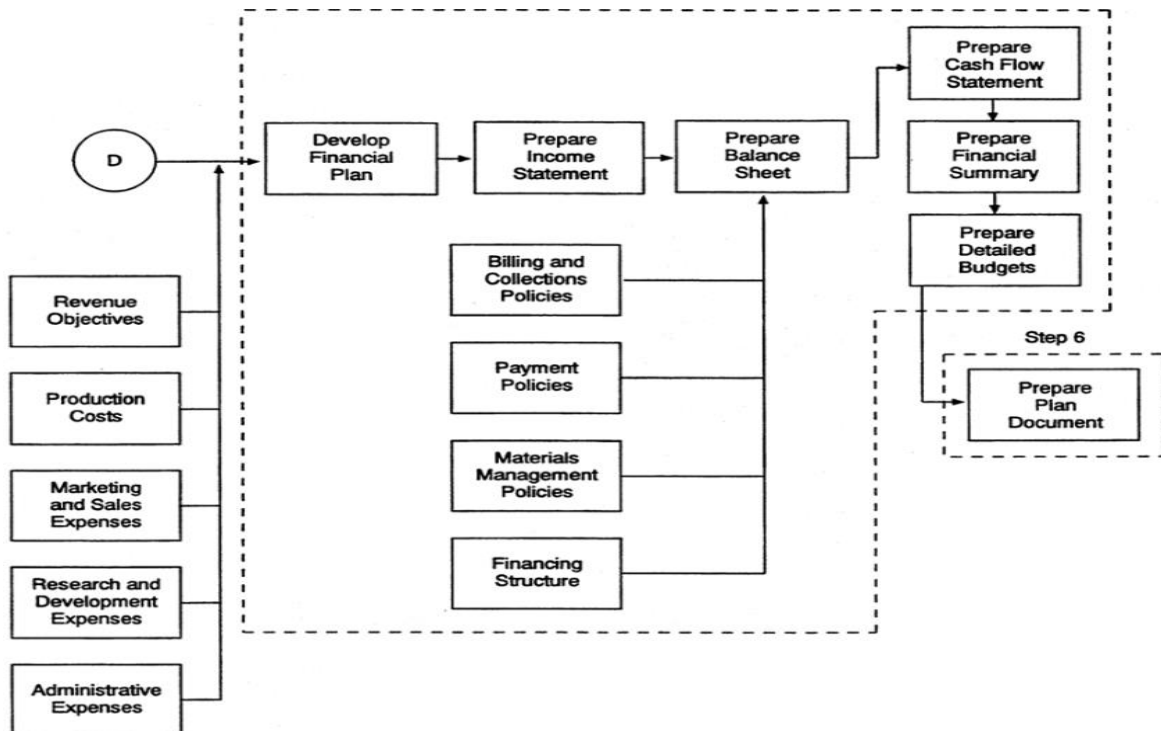 Prepare
Cash Flow
Statement
D
Develop
Financial
Plan
Prepare
Income
Statement
Prepare
Balance
Sheet
Prepare
Financial
Summary
Prepare
Detailed
Budgets
Billing and
Collections
Policies
Revenue
Objectives
Step 6
Payment
Policies
Prepare
Plan
Document
Production
Costs
Materials
Management
Policies
Marketing
and Sales
Expenses
Financing
Structure
Research and
Development
Expenses
Administrative
Expenses